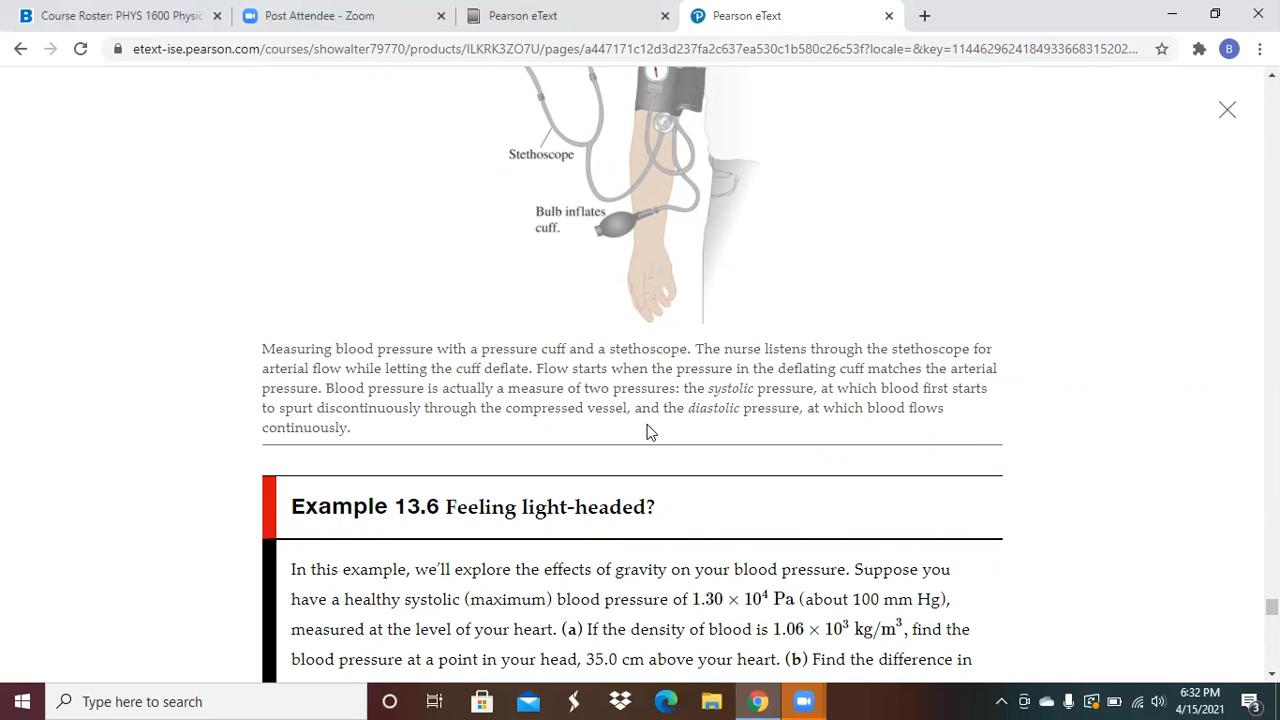 Course Roster: PHYS 1600 Physic
Post Attendee - Zoom
Pearson eText
Pearson eText
etext-ise.pearson.com/courses/showalter79770/products/ILKRK3ZO7U/pages/a447171c12d3d237fa2c637ea530c1b580c26c53f?locale=&key=11446296241849336683152​02...
B
Stethoscope
Bulb inflates
cuff.
Measuring blood pressure with a pressure cuff and a stethoscope. The nurse listens through the stethoscope for
arterial flow while letting the cuff deflate. Flow starts when the pressure in the deflating cuff matches the arterial
pressure. Blood pressure is actually a measure of two pressures: the systolic pressure, at which blood first starts
to spurt discontinuously through the compressed vessel, and the diastolic pressure, at which blood flows
continuously.
Example 13.6 Feeling light-headed?
In this example, we'll explore the effects of gravity on your blood pressure. Suppose you
have a healthy systolic (maximum) blood pressure of 1.30 × 10⁴ Pa (about 100 mm Hg),
measured at the level of your heart. (a) If the density of blood is 1.06 × 10³ kg/m³, find the
blood pressure at a point in your head, 35.0 cm above your heart. (b) Find the difference in
Type here to search
6:32 PM
4/15/2021
3